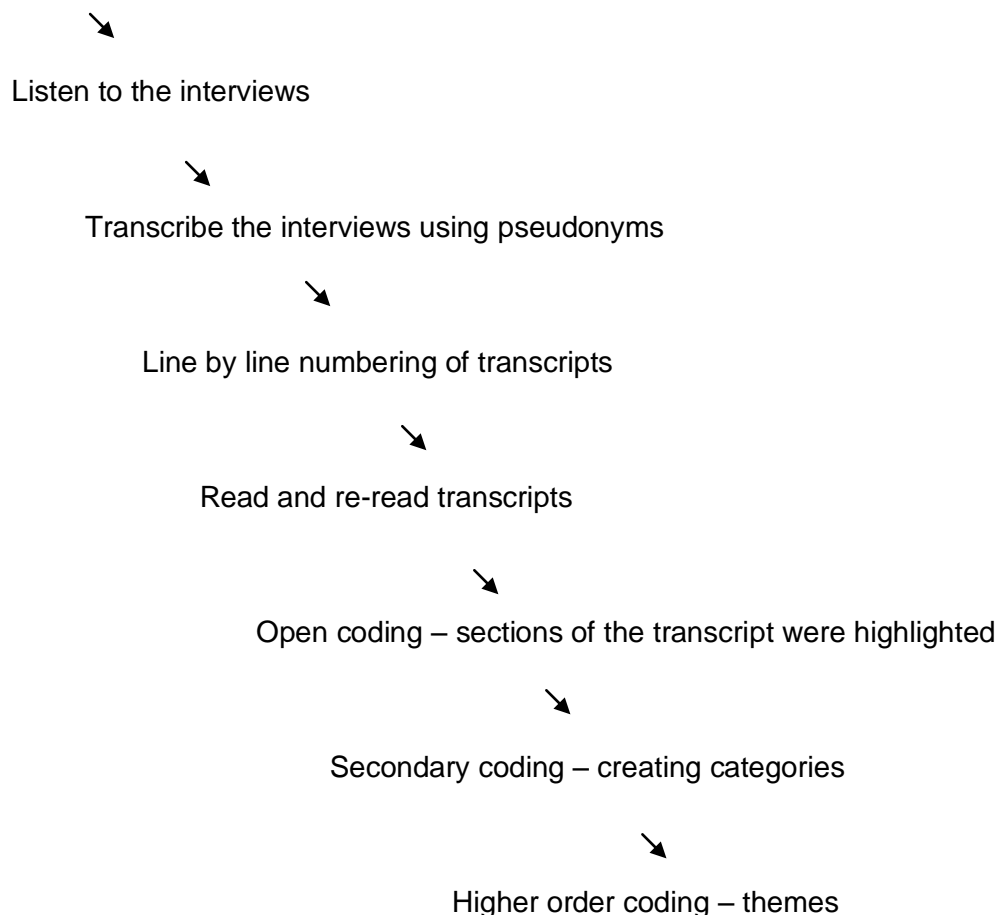 Listen to the interviews
Transcribe the interviews using pseudonyms
Line by line numbering of transcripts
Read and re-read transcripts
Open coding – sections of the transcript were highlighted
Secondary coding – creating categories
Higher order coding – themes